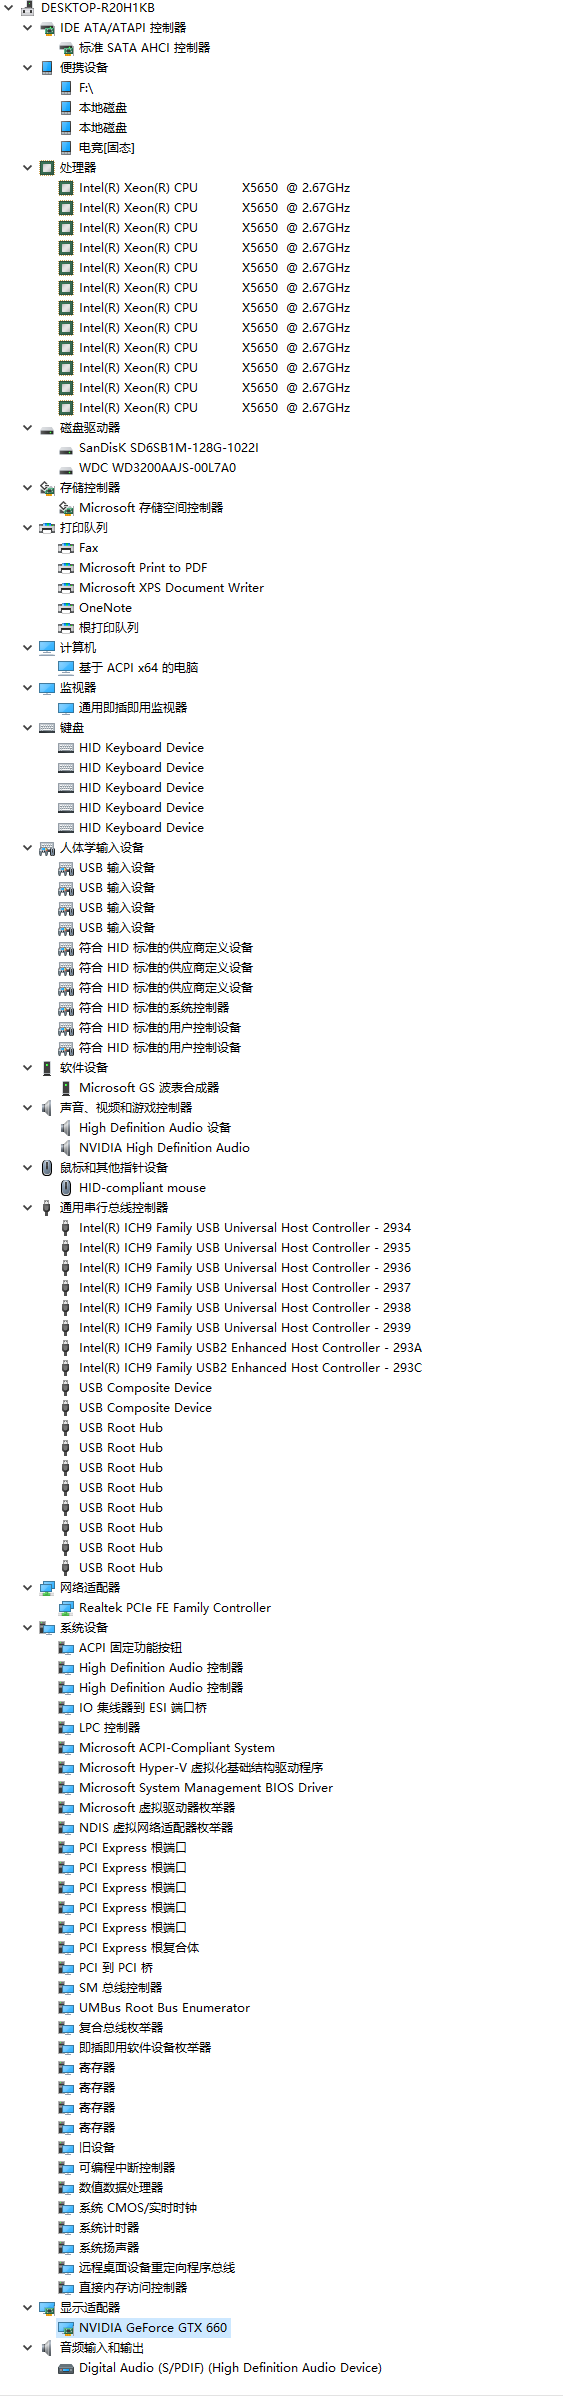 DESKTOP-R20H1KB
IDE ATA/ATAPI 控制器
标准 SATA AHCI 控制器
便携设备
F:\
本地磁盘
本地磁盘
电竞[固态]
处理器
Intel(R) Xeon(R) CPU X5650 @ 2.67GHz
Intel(R) Xeon(R) CPU X5650 @ 2.67GHz
Intel(R) Xeon(R) CPU X5650 @ 2.67GHz
Intel(R) Xeon(R) CPU X5650 @ 2.67GHz
Intel(R) Xeon(R) CPU X5650 @ 2.67GHz
Intel(R) Xeon(R) CPU X5650 @ 2.67GHz
Intel(R) Xeon(R) CPU X5650 @ 2.67GHz
Intel(R) Xeon(R) CPU X5650 @ 2.67GHz
Intel(R) Xeon(R) CPU X5650 @ 2.67GHz
Intel(R) Xeon(R) CPU X5650 @ 2.67GHz
Intel(R) Xeon(R) CPU X5650 @ 2.67GHz
Intel(R) Xeon(R) CPU X5650 @ 2.67GHz
磁盘驱动器
SanDisK SD6SB1M-128G-1022I
WDC WD3200AAJS-00L7A0
存储控制器
Microsoft 存储空间控制器
打印队列
Fax
Microsoft Print to PDF
Microsoft XPS Document Writer
OneNote
根打印队列
计算机
基于 ACPI x64 的电脑
监视器
通用即插即用监视器
键盘
HID Keyboard Device
HID Keyboard Device
HID Keyboard Device
HID Keyboard Device
HID Keyboard Device
人体学输入设备
USB 输入设备
USB 输入设备
USB 输入设备
USB 输入设备
符合 HID 标准的供应商定义设备
符合 HID 标准的供应商定义设备
符合 HID 标准的供应商定义设备
符合 HID 标准的系统控制器
符合 HID 标准的用户控制设备
符合 HID 标准的用户控制设备
软件设备
Microsoft GS 波表合成器
声音、视频和游戏控制器
High Definition Audio 设备
NVIDIA High Definition Audio
鼠标和其他指针设备
HID-compliant mouse
通用串行总线控制器
Intel(R) ICH9 Family USB Universal Host Controller - 2934
Intel(R) ICH9 Family USB Universal Host Controller - 2935
Intel(R) ICH9 Family USB Universal Host Controller - 2936
Intel(R) ICH9 Family USB Universal Host Controller - 2937
Intel(R) ICH9 Family USB Universal Host Controller - 2938
Intel(R) ICH9 Family USB Universal Host Controller - 2939
Intel(R) ICH9 Family USB2 Enhanced Host Controller - 293A
Intel(R) ICH9 Family USB2 Enhanced Host Controller - 293C
USB Composite Device
USB Composite Device
USB Root Hub
USB Root Hub
USB Root Hub
USB Root Hub
USB Root Hub
USB Root Hub
USB Root Hub
USB Root Hub
网络适配器
Realtek PCIe FE Family Controller
系统设备
ACPI 固定功能按钮
High Definition Audio 控制器
High Definition Audio 控制器
IO 集线器到 ESI 端口桥
LPC 控制器
Microsoft ACPI-Compliant System
Microsoft Hyper-V 虚拟化基础结构驱动程序
Microsoft System Management BIOS Driver
Microsoft 虚拟驱动器枚举器
NDIS 虚拟网络适配器枚举器
PCI Express 根端口
PCI Express 根端口
PCI Express 根端口
PCI Express 根端口
PCI Express 根端口
PCI Express 根复合体
PCI 到 PCI 桥
SM 总线控制器
UMBus Root Bus Enumerator
复合总线枚举器
即插即用软件设备枚举器
寄存器
寄存器
寄存器
寄存器
旧设备
可编程中断控制器
数值数据处理器
系统 CMOS/实时时钟
系统计时器
系统扬声器
远程桌面设备重定向程序总线
直接内存访问控制器
显示适配器
NVIDIA GeForce GTX 660
音频输入和输出
Digital Audio (S/PDIF) (High Definition Audio Device)